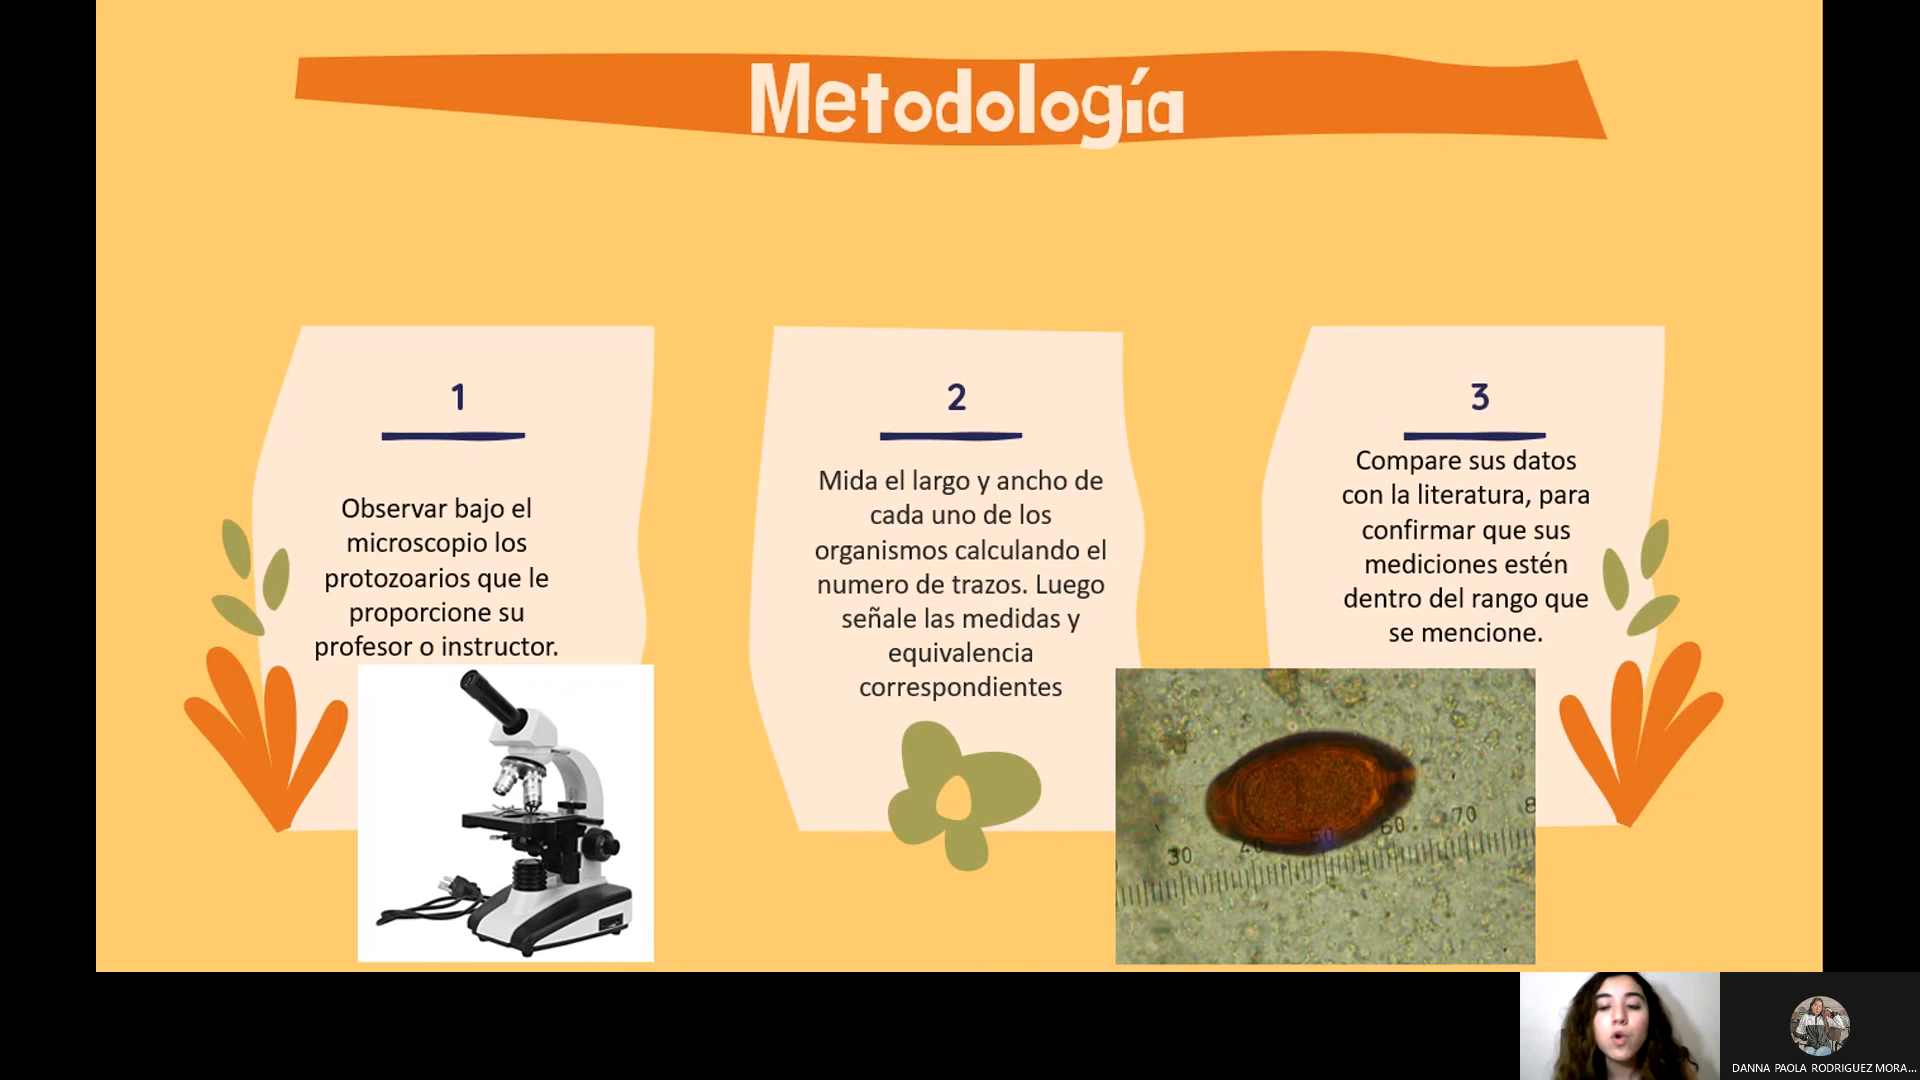 Metodología
1
Observar bajo el
microscopio los
protozoarios que le
proporcione su
profesor o instructor.
2
Mida el largo y ancho de
cada uno de los
organismos calculando el
numero de trazos. Luego
señale las medidas y
equivalencia
correspondientes
3
Compare sus datos
con la literatura, para
confirmar que sus
mediciones estén
dentro del rango que
se mencione.
30 40 50 60 70 8
DANNA PAOLA RODRIGUEZ MORA...